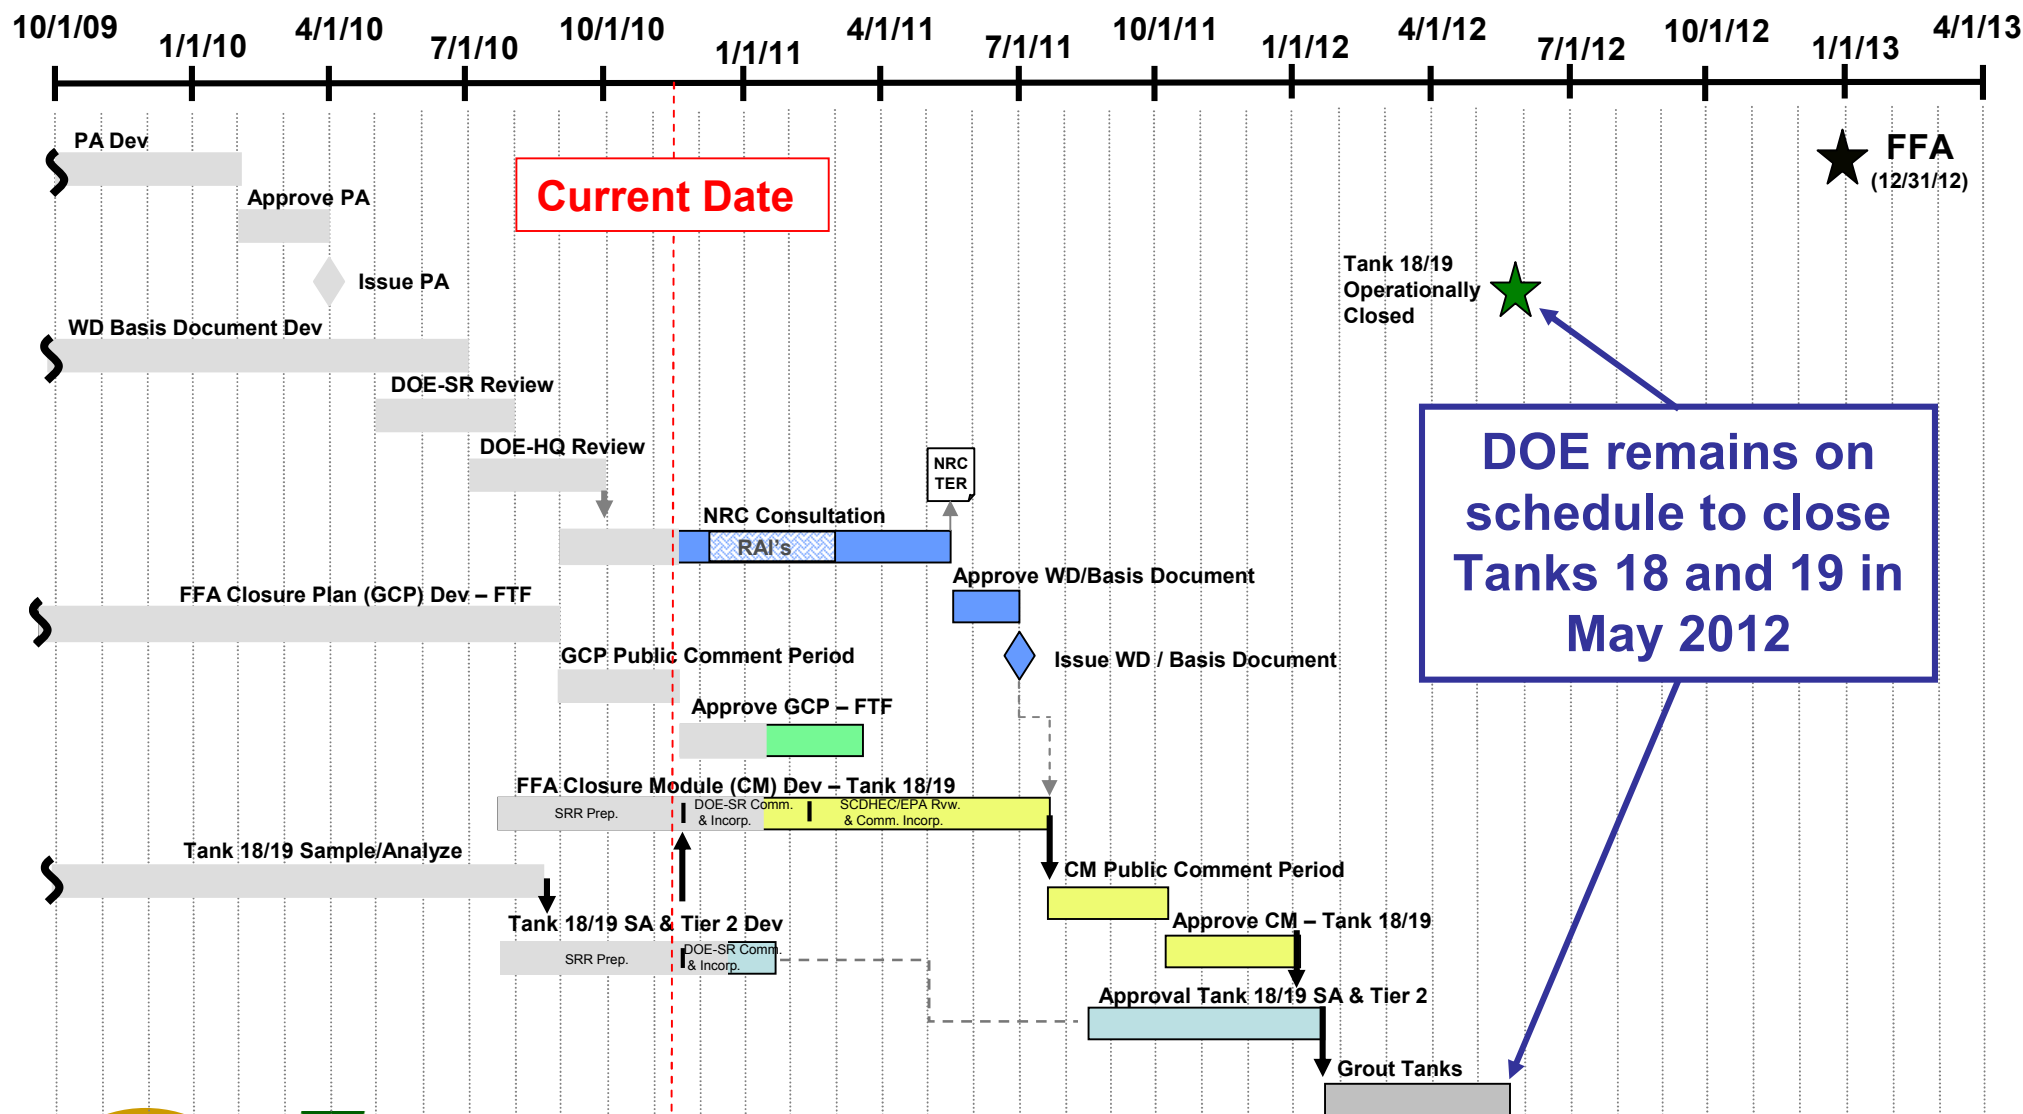 10/1/09
1/1/10
4/1/10
7/1/10
10/1/10
1/1/11
4/1/11
7/1/11
10/1/11
1/1/12
4/1/12
7/1/12
10/1/12
1/1/13
4/1/13
PA Dev
FFA
(12/31/12)
Current Date
Approve PA
Issue PA
Tank 18/19
Operationally
Closed
WD Basis Document Dev
DOE-SR Review
DOE-HQ Review
DOE remains on
schedule to close
Tanks 18 and 19 in
May 2012
NRC
TER
NRC Consultation
RAI's
Approve WD/Basis Document
FFA Closure Plan (GCP) Dev – FTF
GCP Public Comment Period
Issue WD / Basis Document
Approve GCP – FTF
FFA Closure Module (CM) Dev – Tank 18/19
SRR Prep.
DOE-SR Comm.
& Incorp.
SCDHEC/EPA Rvw.
& Comm. Incorp.
Tank 18/19 Sample/Analyze
CM Public Comment Period
Tank 18/19 SA & Tier 2 Dev
Approve CM – Tank 18/19
SRR Prep.
DOE-SR Comm.
& Incorp.
Approval Tank 18/19 SA & Tier 2
Grout Tanks